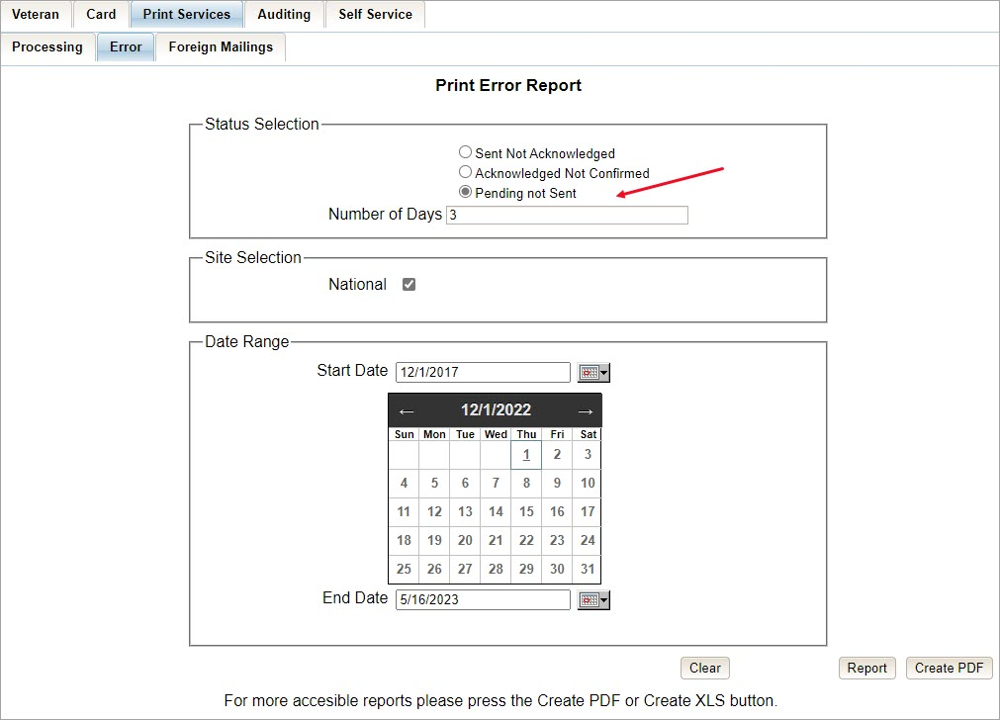 Veteran Card Print Services Auditing Self Service
Processing Error Foreign Mailings
Print Error Report
Status Selection
Sent Not Acknowledged
Acknowledged Not Confirmed
Pending not Sent
Number of Days 3
Site Selection
National
Date Range
Start Date 12/1/2017
← 12/1/2022 →
Sun Mon Tue Wed Thu Fri Sat
1 2 3
4 5 6 7 8 9 10
11 12 13 14 15 16 17
18 19 20 21 22 23 24
25 26 27 28 29 30 31
End Date 5/16/2023
Clear Report Create PDF
For more accesible reports please press the Create PDF or Create XLS button.